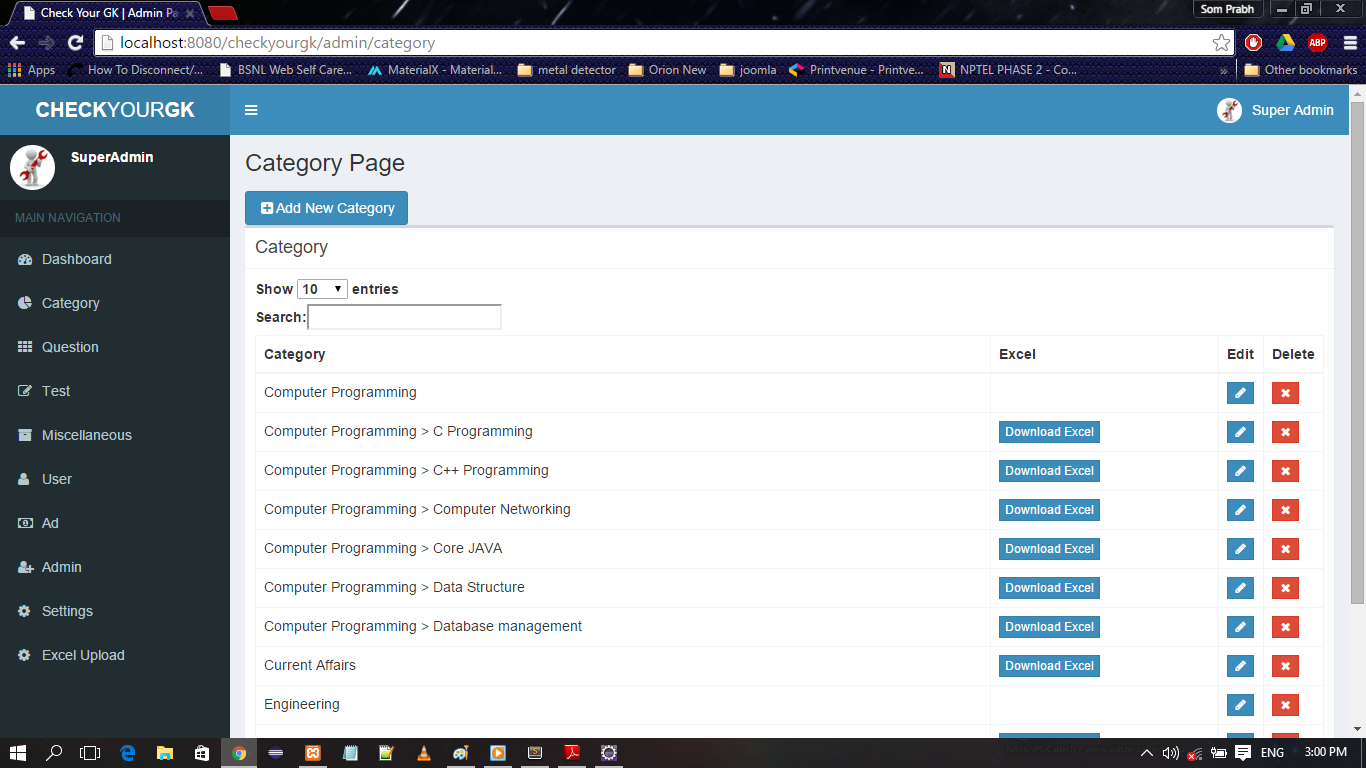 Check Your GK | Admin Pa
Som Prabh
localhost:8080/checkyourgk/admin/category
ABP
Apps How To Disconnect/... BSNL Web Self Care... MaterialX - Material... metal detector Orion New joomla Printvenue - Printve... N NPTEL PHASE 2 - Co... » Other bookmarks
CHECKYOURGK Super Admin
SuperAdmin
MAIN NAVIGATION
Dashboard
Category
Question
Test
Miscellaneous
User
Ad
Admin
Settings
Excel Upload
Category Page
Add New Category
Category
Show 10 entries
Search:
Category Excel Edit Delete
Computer Programming
Computer Programming > C Programming Download Excel
Computer Programming > C++ Programming Download Excel
Computer Programming > Computer Networking Download Excel
Computer Programming > Core JAVA Download Excel
Computer Programming > Data Structure Download Excel
Computer Programming > Database management Download Excel
Current Affairs Download Excel
Engineering
ENG 3:00 PM